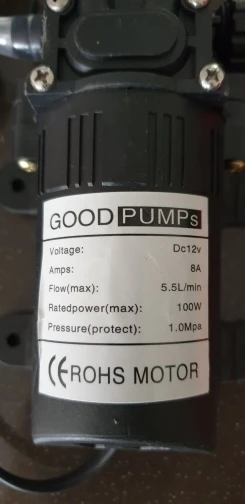 GOOD PUMPs
Voltage: Dc12v
Amps: 8A
Flow(max): 5.5L/min
Ratedpower(max): 100W
Pressure(protect): 1.0Mpa
CE ROHS MOTOR